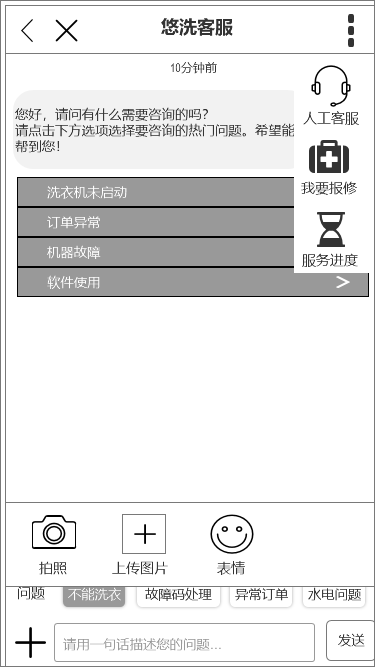 悠洗客服
10分钟前
您好，请问有什么需要咨询的吗？
请点击下方选项选择要咨询的热门问题。希望能
帮到您！
人工客服
我要报修
服务进度
洗衣机未启动
订单异常
机器故障
软件使用
拍照
上传图片
表情
问题 不能洗衣 故障码处理 异常订单 水电问题
请用一句话描述您的问题... 发送